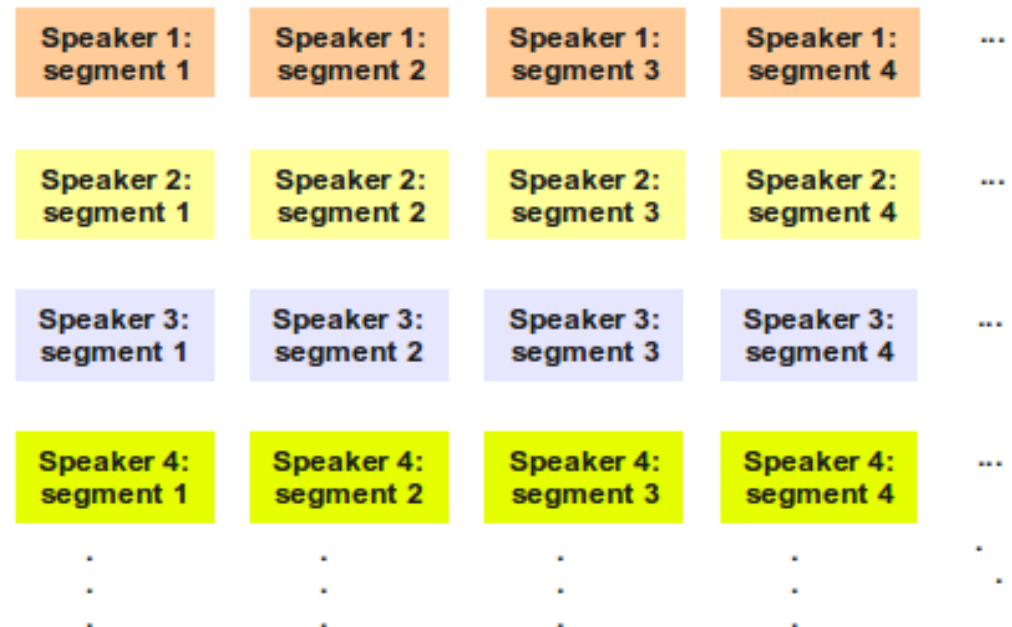 Speaker 1: Speaker 1: Speaker 1: Speaker 1: ...
segment 1 segment 2 segment 3 segment 4
Speaker 2: Speaker 2: Speaker 2: Speaker 2: ...
segment 1 segment 2 segment 3 segment 4
Speaker 3: Speaker 3: Speaker 3: Speaker 3: ...
segment 1 segment 2 segment 3 segment 4
Speaker 4: Speaker 4: Speaker 4: Speaker 4: ...
segment 1 segment 2 segment 3 segment 4
. . . . .
. . . . .
. . . .